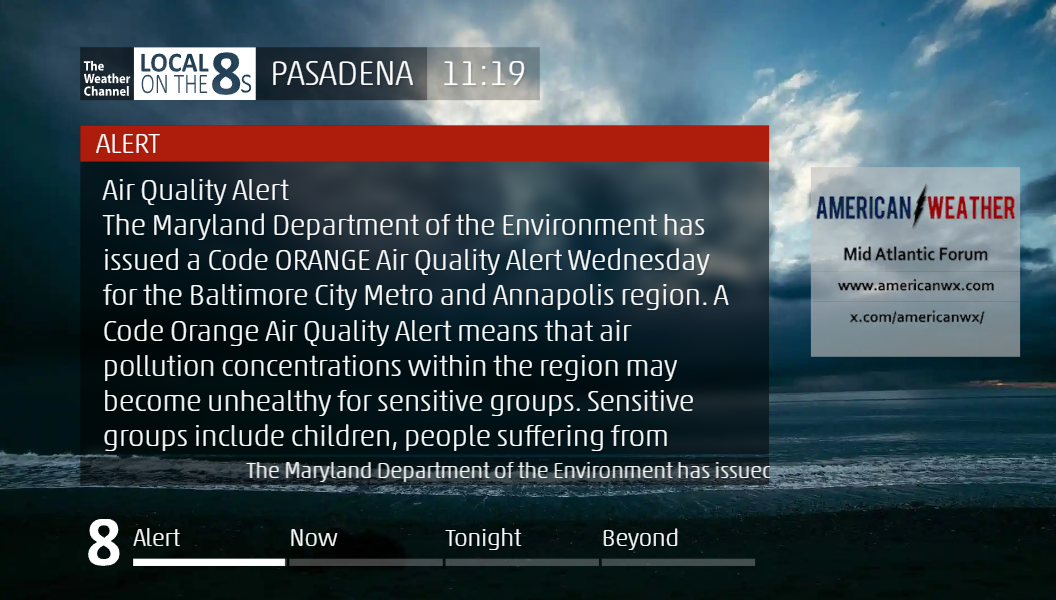 The
Weather
Channel
LOCAL
ON THE 8s
PASADENA
11:19
ALERT
Air Quality Alert
The Maryland Department of the Environment has
issued a Code ORANGE Air Quality Alert Wednesday
for the Baltimore City Metro and Annapolis region. A
Code Orange Air Quality Alert means that air
pollution concentrations within the region may
become unhealthy for sensitive groups. Sensitive
groups include children, people suffering from
The Maryland Department of the Environment has issued
AMERICAN WEATHER
Mid Atlantic Forum
www.americanwx.com
x.com/americanwx/
8
Alert
Now
Tonight
Beyond